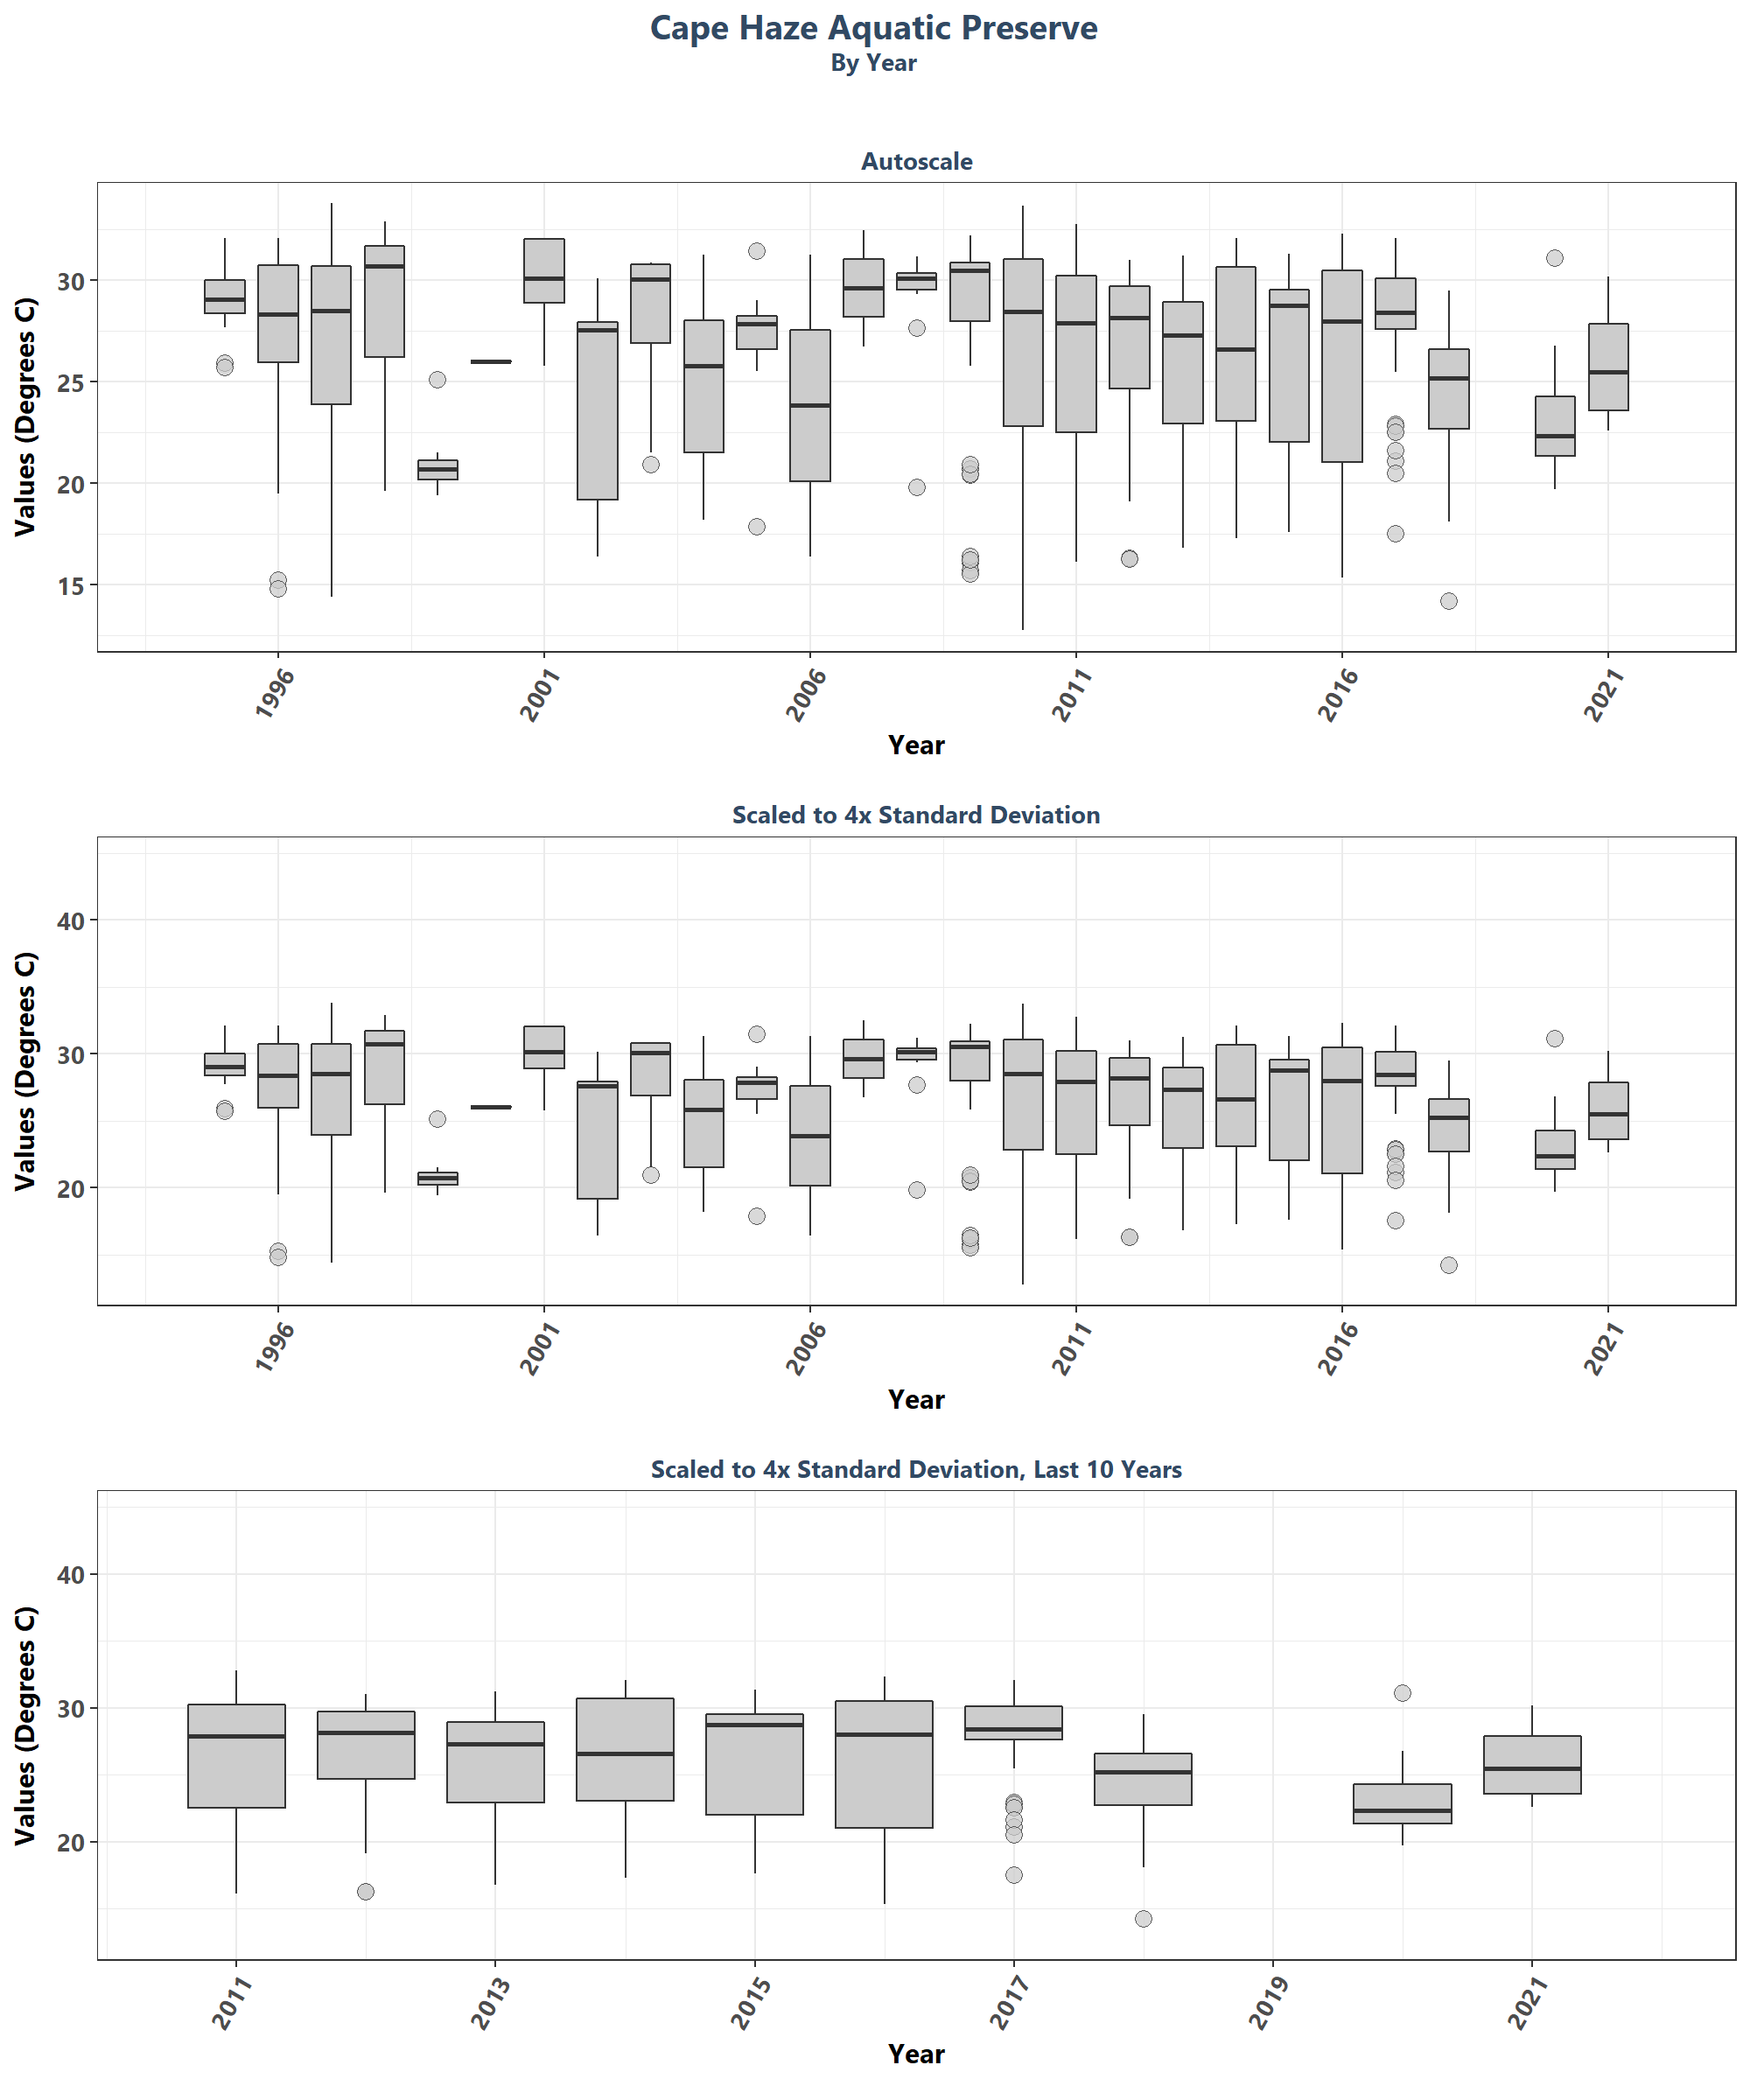 Cape Haze Aquatic Preserve
By Year
Autoscale
Values (Degrees C)
30
25
20
15
1996
2001
2006
2011
2016
2021
Year
Scaled to 4x Standard Deviation
Values (Degrees C)
40
30
20
1996
2001
2006
2011
2016
2021
Year
Scaled to 4x Standard Deviation, Last 10 Years
Values (Degrees C)
40
30
20
2011
2013
2015
2017
2019
2021
Year